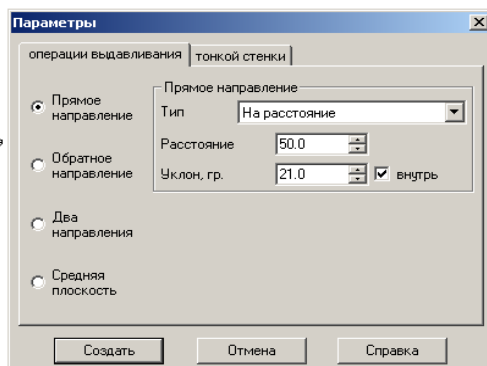 Параметры
операции выдавливания
тонкой стенки
Прямое
направление
Обратное
направление
Два
направления
Средняя
плоскость
Прямое направление
Тип
На расстояние
Расстояние
50.0
Уклон, гр.
21.0
внутрь
Создать
Отмена
Справка